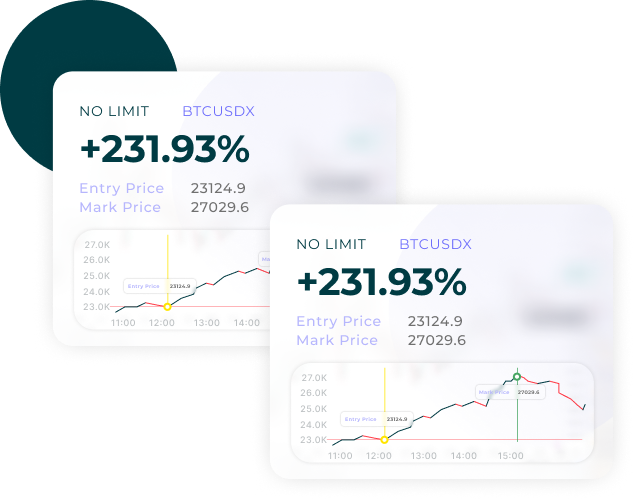 NO LIMIT BTCUSDX
+231.93%
Entry Price 23124.9
Mark Price 27029.6
27.0K
26.0K
25.0K
24.0K
23.0K
Entry Price 23124.9
11:00 12:00 13:00 14:00
NO LIMIT BTCUSDX
+231.93%
Entry Price 23124.9
Mark Price 27029.6
27.0K
26.0K
25.0K
24.0K
23.0K
Mark Price 27029.6
Entry Price 23124.9
11:00 12:00 13:00 14:00 15:00